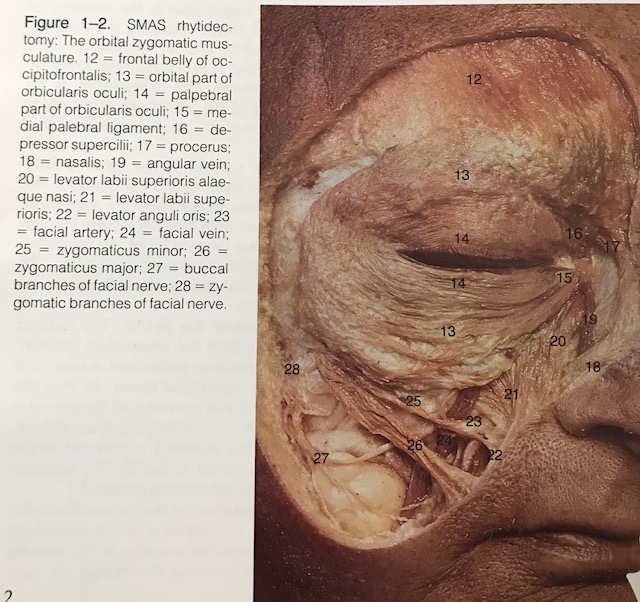 Figure 1–2. SMAS rhytidec-
tomy: The orbital zygomatic mus-
culature. 12 = frontal belly of oc-
cipitofrontalis; 13 = orbital part of
orbicularis oculi; 14 = palpebral
part of orbicularis oculi; 15 = me-
dial palebral ligament; 16 = de-
pressor supercilii; 17 = procerus;
18 = nasalis; 19 = angular vein;
20 = levator labii superioris alae-
que nasi; 21 = levator labii supe-
rioris; 22 = levator anguli oris; 23
= facial artery; 24 = facial vein;
25 = zygomaticus minor; 26 =
zygomaticus major; 27 = buccal
branches of facial nerve; 28 = zy-
gomatic branches of facial nerve.
12
13
14
16
17
15
14
19
13
20
18
28
21
25
23
24
26
22
27
2